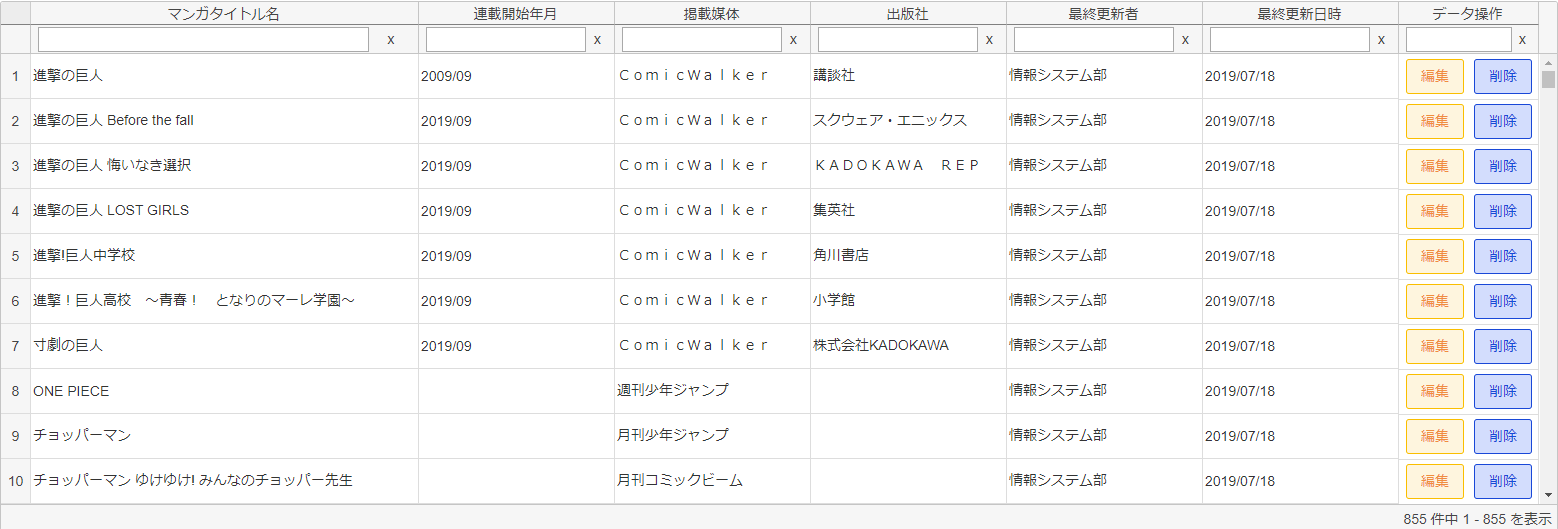 マンガタイトル名 連載開始年月 掲載媒体 出版社 最終更新者 最終更新日時 データ操作
x x x x x x x
1 進撃の巨人 2009/09 ＣｏｍｉｃＷａｌｋｅｒ 講談社 情報システム部 2019/07/18 編集 削除
2 進撃の巨人 Before the fall 2019/09 ＣｏｍｉｃＷａｌｋｅｒ スクウェア・エニックス 情報システム部 2019/07/18 編集 削除
3 進撃の巨人 悔いなき選択 2019/09 ＣｏｍｉｃＷａｌｋｅｒ ＫＡＤＯＫＡＷＡ　ＲＥＰ 情報システム部 2019/07/18 編集 削除
4 進撃の巨人 LOST GIRLS 2019/09 ＣｏｍｉｃＷａｌｋｅｒ 集英社 情報システム部 2019/07/18 編集 削除
5 進撃!巨人中学校 2019/09 ＣｏｍｉｃＷａｌｋｅｒ 角川書店 情報システム部 2019/07/18 編集 削除
6 進撃！巨人高校　～青春！　となりのマーレ学園～ 2019/09 ＣｏｍｉｃＷａｌｋｅｒ 小学館 情報システム部 2019/07/18 編集 削除
7 寸劇の巨人 2019/09 ＣｏｍｉｃＷａｌｋｅｒ 株式会社KADOKAWA 情報システム部 2019/07/18 編集 削除
8 ONE PIECE 週刊少年ジャンプ 情報システム部 2019/07/18 編集 削除
9 チョッパーマン 月刊少年ジャンプ 情報システム部 2019/07/18 編集 削除
10 チョッパーマン ゆけゆけ! みんなのチョッパー先生 月刊コミックビーム 情報システム部 2019/07/18 編集 削除
855 件中 1 - 855 を表示